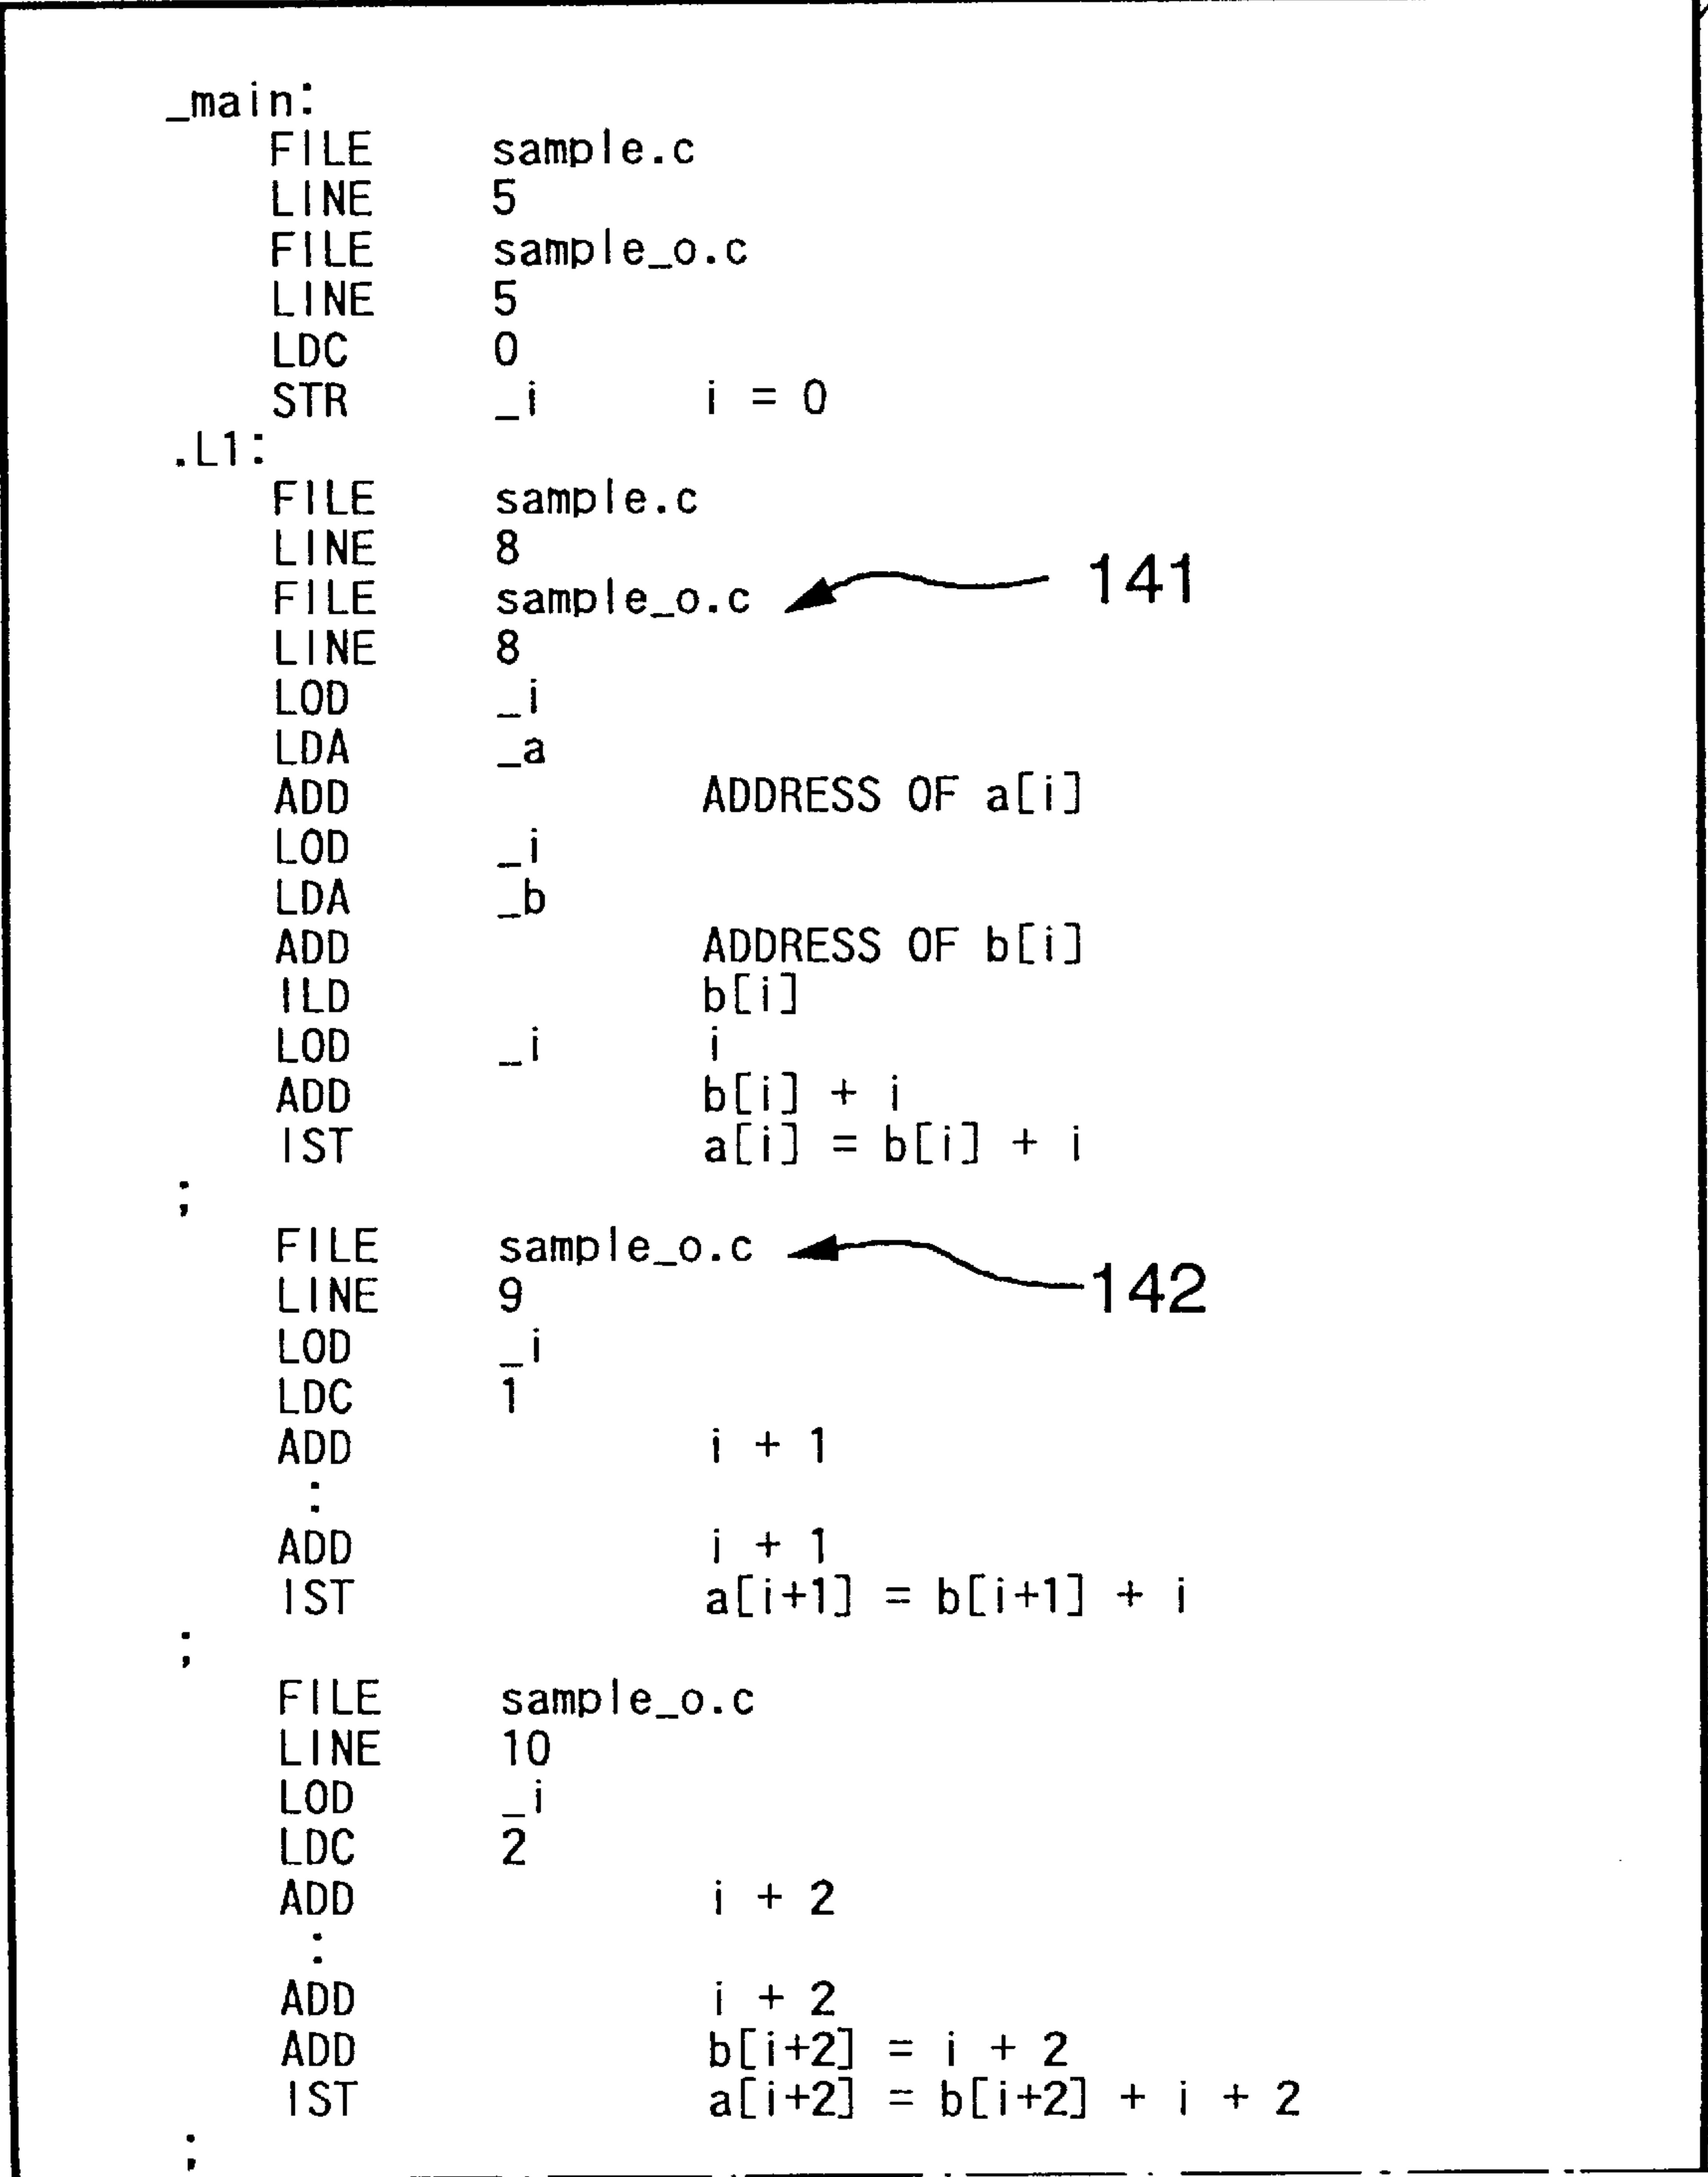 _main:
FILE sample.c
LINE 5
FILE sample_o.c
LINE 5
LDC 0
STR _i i = 0
.L1:
FILE sample.c
LINE 8
FILE sample_o.c 141
LINE 8
LOD _i
LDA _a
ADD ADDRESS OF a[i]
LOD _i
LDA _b
ADD ADDRESS OF b[i]
ILD b[i]
LOD _i i
ADD b[i] + i
IST a[i] = b[i] + i
;
FILE sample_o.c 142
LINE 9
LOD _i
LDC 1
ADD i + 1
:
ADD i + 1
IST a[i+1] = b[i+1] + i
;
FILE sample_o.c
LINE 10
LOD _i
LDC 2
ADD i + 2
:
ADD i + 2
ADD b[i+2] = i + 2
IST a[i+2] = b[i+2] + i + 2
;